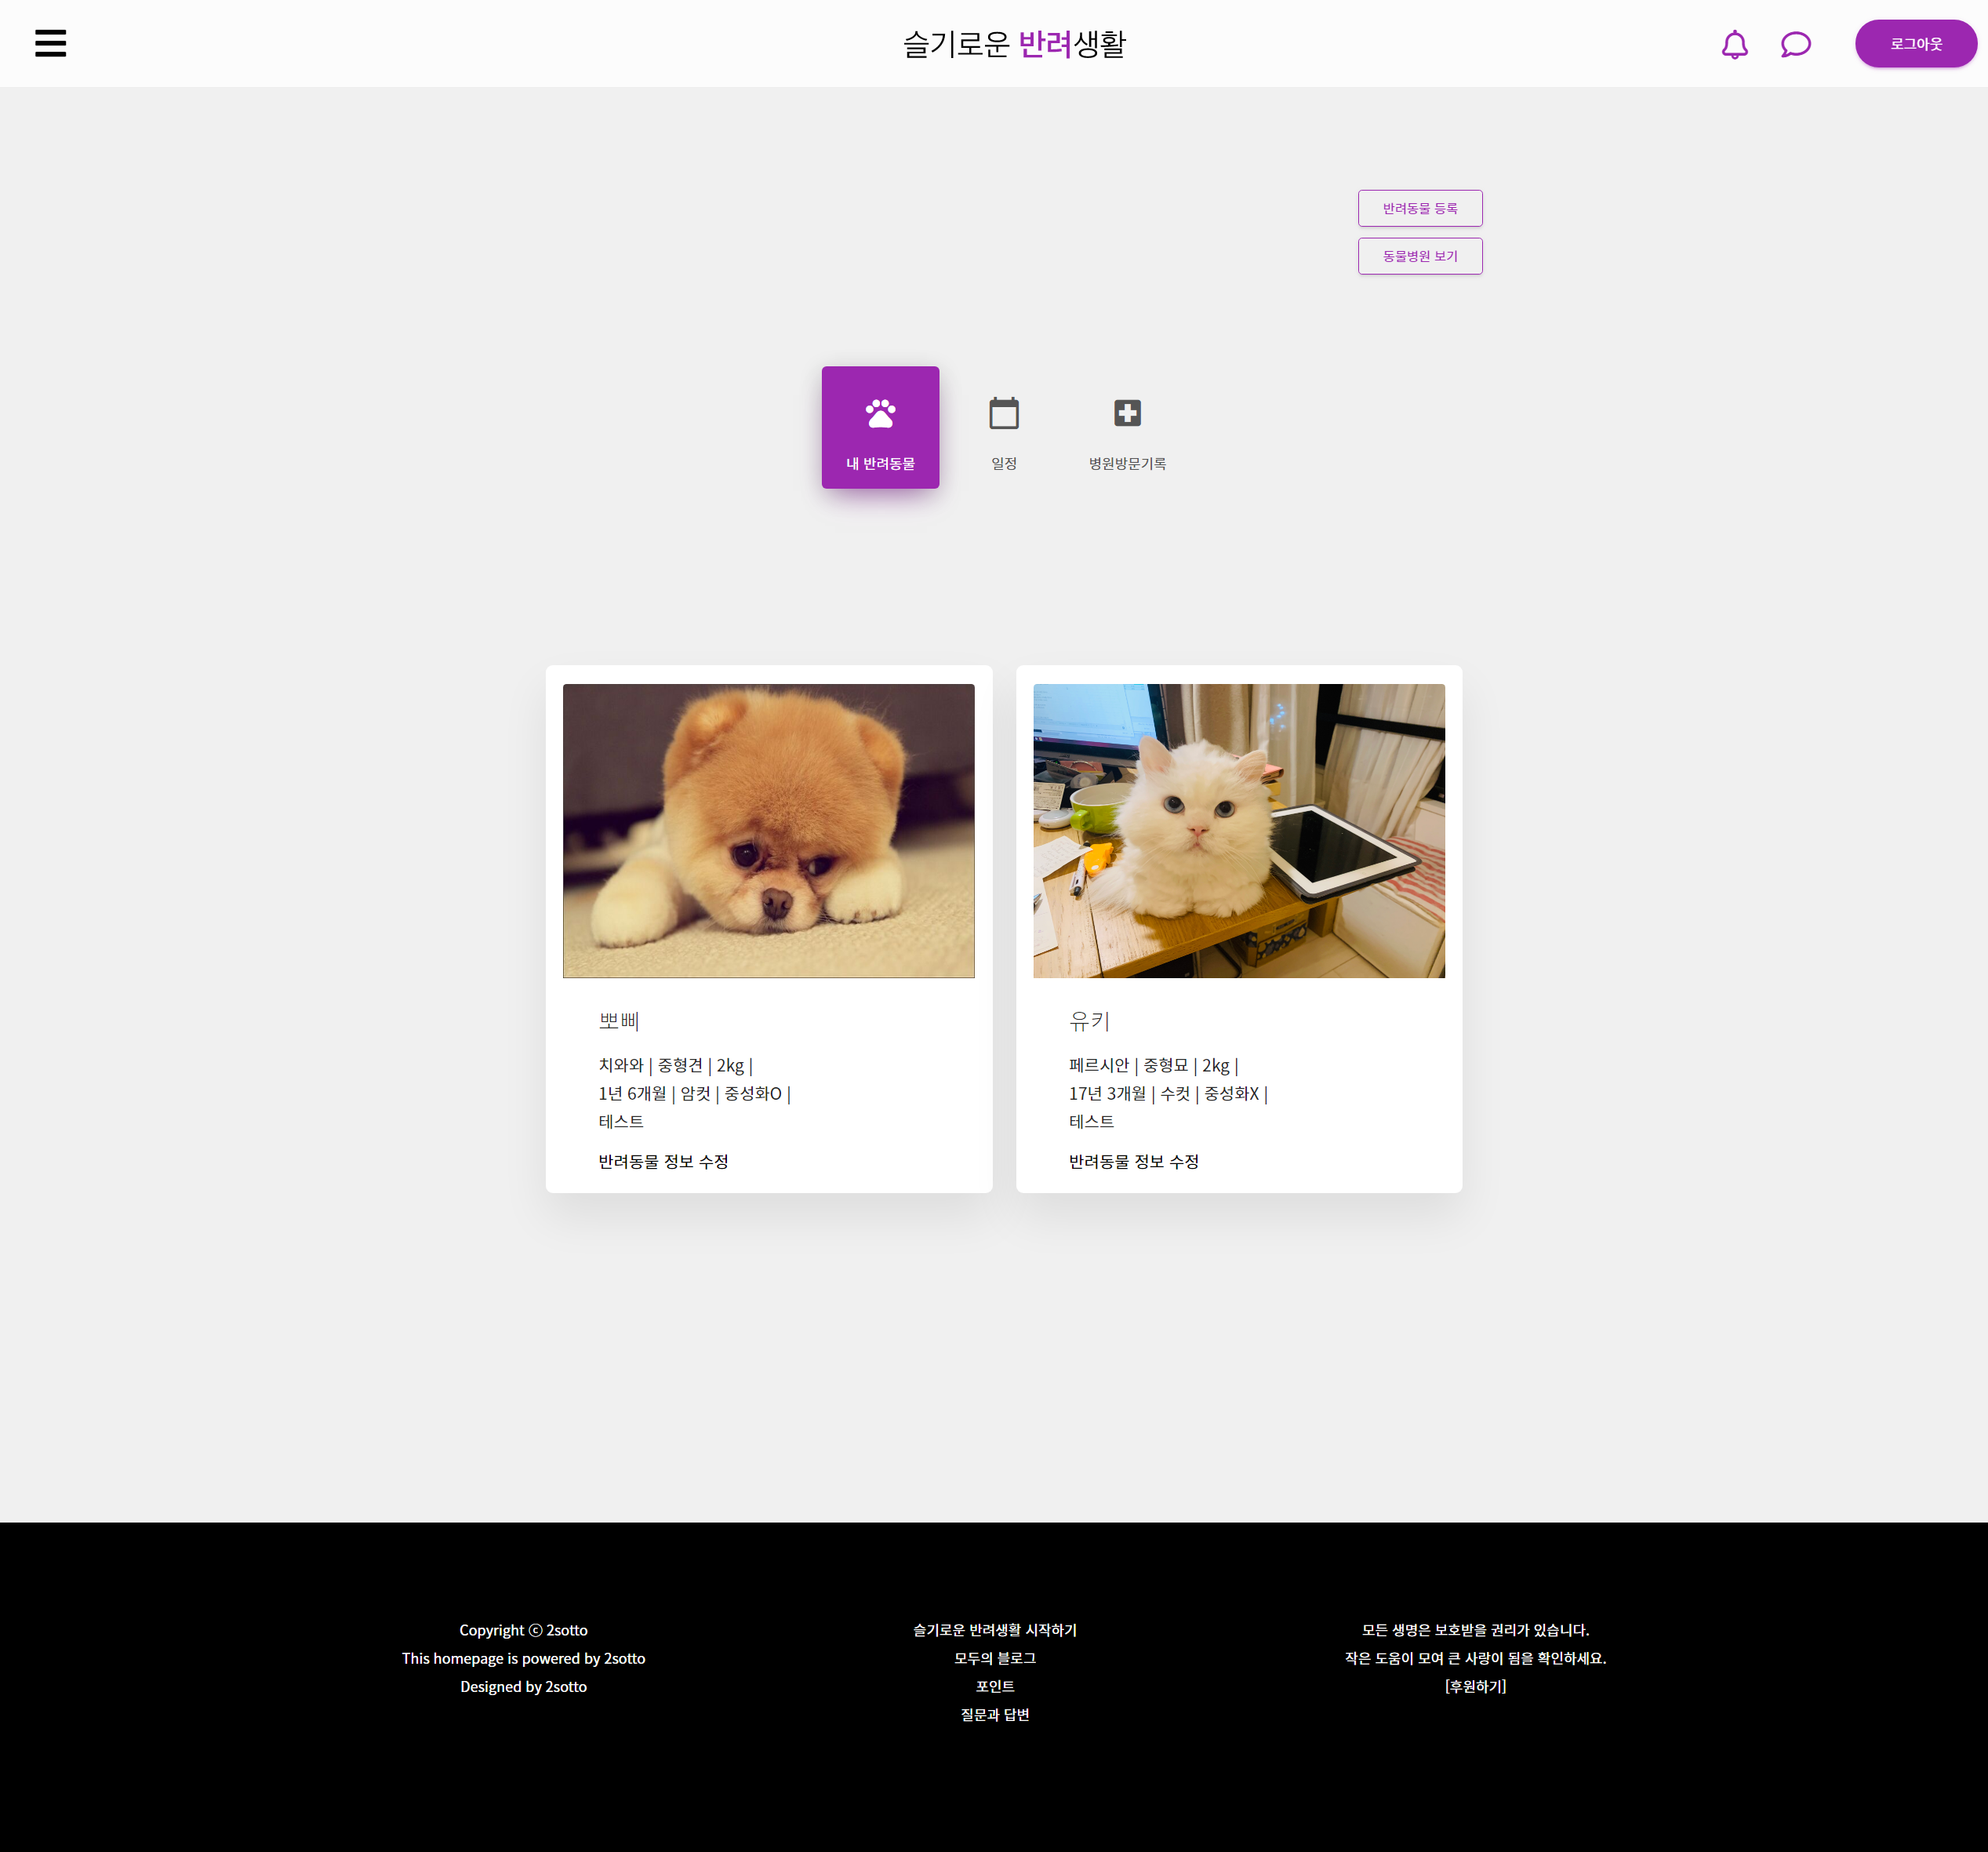 슬기로운 반려생활
로그아웃
반려동물 등록
동물병원 보기
내 반려동물
일정
병원방문기록
뽀삐
치와와 | 중형견 | 2kg |
1년 6개월 | 암컷 | 중성화O |
테스트
반려동물 정보 수정
유키
페르시안 | 중형묘 | 2kg |
17년 3개월 | 수컷 | 중성화X |
테스트
반려동물 정보 수정
Copyright ⓒ 2sotto
This homepage is powered by 2sotto
Designed by 2sotto
슬기로운 반려생활 시작하기
모두의 블로그
포인트
질문과 답변
모든 생명은 보호받을 권리가 있습니다.
작은 도움이 모여 큰 사랑이 됨을 확인하세요.
[후원하기]